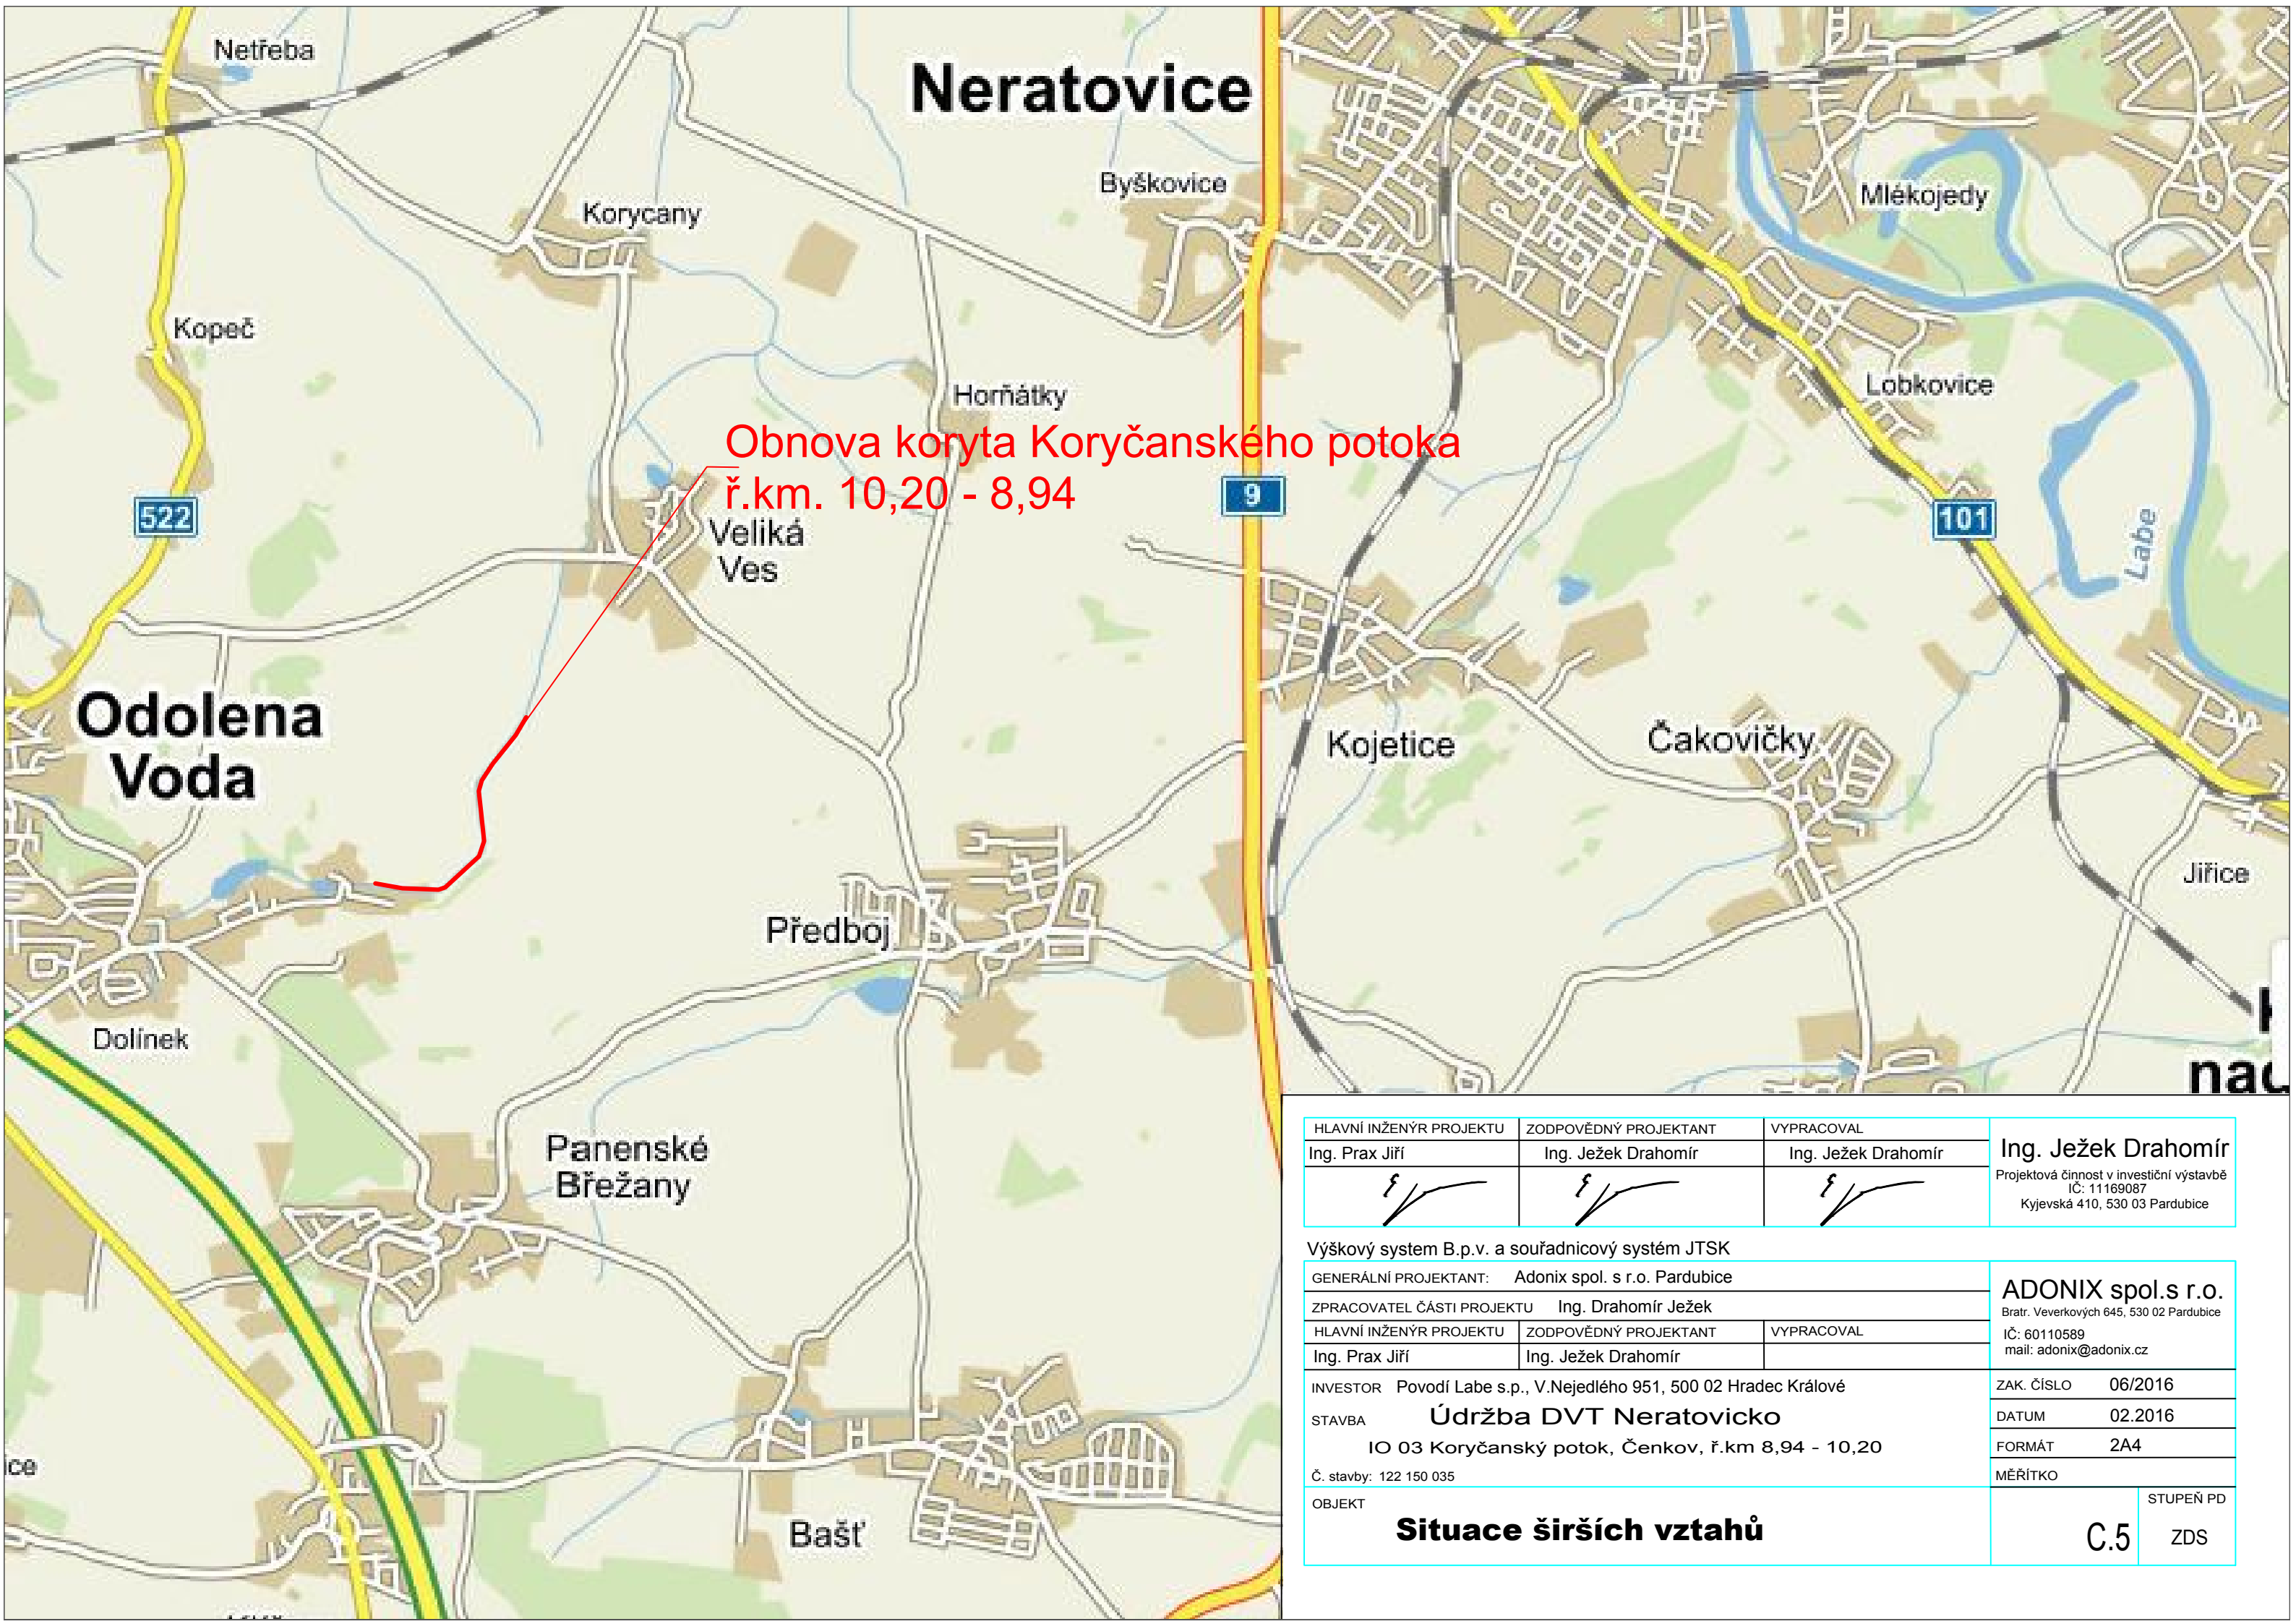 Netřeba
Neratovice
Byškovice
Mlékojedy
Korycany
Kopeč
Lobkovice
Horňátky
Obnova koryta Koryčanského potoka
ř.km. 10,20 - 8,94
9
522
101
Labe
Veliká
Ves
Odolena
Voda
Kojetice
Čakovičky
Jiřice
Předboj
Dolínek
nad
Panenské
Břežany
ice
Bašť
HLAVNÍ INŽENÝR PROJEKTU ZODPOVĚDNÝ PROJEKTANT VYPRACOVAL
Ing. Prax Jiří Ing. Ježek Drahomír Ing. Ježek Drahomír
Ing. Ježek Drahomír
Projektová činnost v investiční výstavbě
IČ: 11169087
Kyjevská 410, 530 03 Pardubice
Výškový system B.p.v. a souřadnicový systém JTSK
GENERÁLNÍ PROJEKTANT: Adonix spol. s r.o. Pardubice
ZPRACOVATEL ČÁSTI PROJEKTU Ing. Drahomír Ježek
HLAVNÍ INŽENÝR PROJEKTU ZODPOVĚDNÝ PROJEKTANT VYPRACOVAL
Ing. Prax Jiří Ing. Ježek Drahomír
ADONIX spol.s r.o.
Bratr. Veverkových 645, 530 02 Pardubice
IČ: 60110589
mail: adonix@adonix.cz
INVESTOR Povodí Labe s.p., V.Nejedlého 951, 500 02 Hradec Králové
STAVBA Údržba DVT Neratovicko
IO 03 Koryčanský potok, Čenkov, ř.km 8,94 - 10,20
Č. stavby: 122 150 035
ZAK. ČÍSLO 06/2016
DATUM 02.2016
FORMÁT 2A4
MĚŘÍTKO
OBJEKT
Situace širších vztahů
C.5
STUPEŇ PD
ZDS